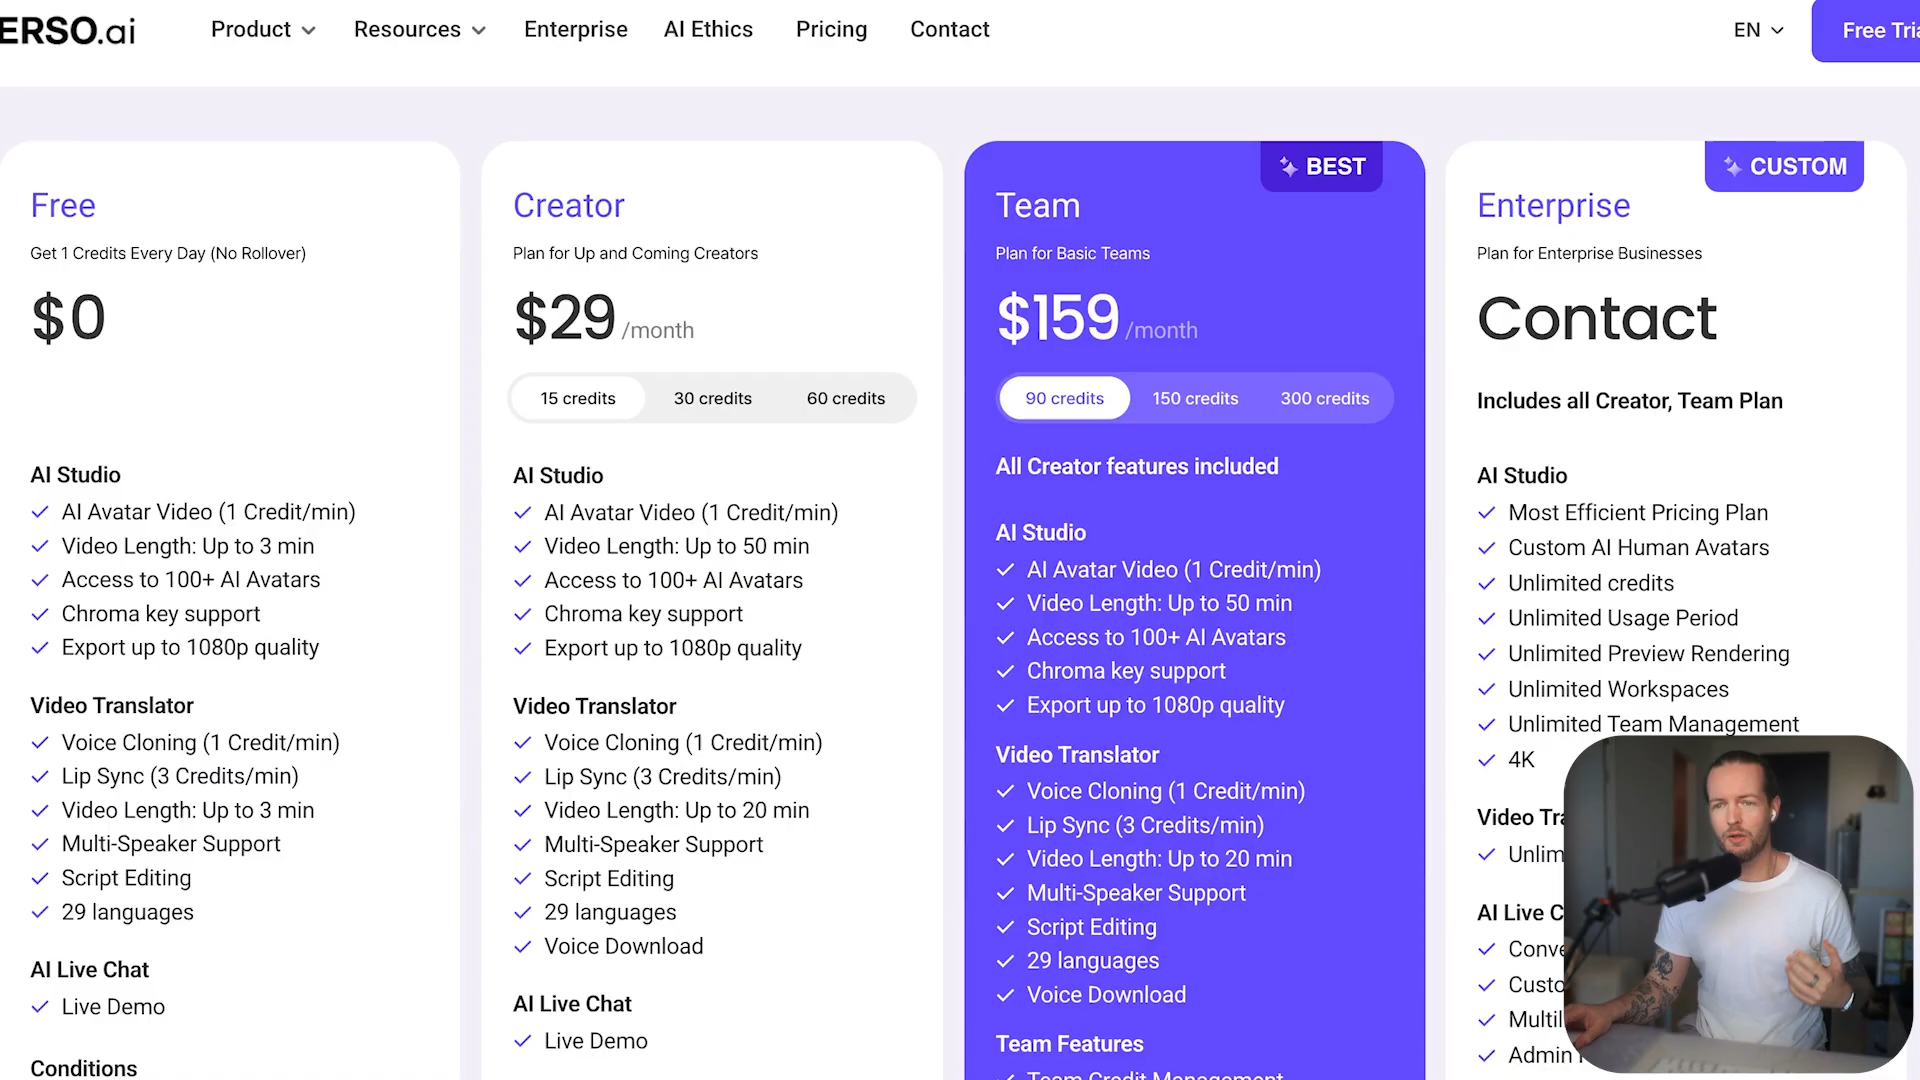 ERSO.ai
Product
Resources
Enterprise
AI Ethics
Pricing
Contact
EN
Free Tria
Free
Get 1 Credits Every Day (No Rollover)
$0
AI Studio
AI Avatar Video (1 Credit/min)
Video Length: Up to 3 min
Access to 100+ AI Avatars
Chroma key support
Export up to 1080p quality
Video Translator
Voice Cloning (1 Credit/min)
Lip Sync (3 Credits/min)
Video Length: Up to 3 min
Multi-Speaker Support
Script Editing
29 languages
AI Live Chat
Live Demo
Conditions
Creator
Plan for Up and Coming Creators
$29 /month
15 credits 30 credits 60 credits
AI Studio
AI Avatar Video (1 Credit/min)
Video Length: Up to 50 min
Access to 100+ AI Avatars
Chroma key support
Export up to 1080p quality
Video Translator
Voice Cloning (1 Credit/min)
Lip Sync (3 Credits/min)
Video Length: Up to 20 min
Multi-Speaker Support
Script Editing
29 languages
Voice Download
AI Live Chat
Live Demo
BEST
Team
Plan for Basic Teams
$159 /month
90 credits 150 credits 300 credits
All Creator features included
AI Studio
AI Avatar Video (1 Credit/min)
Video Length: Up to 50 min
Access to 100+ AI Avatars
Chroma key support
Export up to 1080p quality
Video Translator
Voice Cloning (1 Credit/min)
Lip Sync (3 Credits/min)
Video Length: Up to 20 min
Multi-Speaker Support
Script Editing
29 languages
Voice Download
Team Features
Team Credit Management
CUSTOM
Enterprise
Plan for Enterprise Businesses
Contact
Includes all Creator, Team Plan
AI Studio
Most Efficient Pricing Plan
Custom AI Human Avatars
Unlimited credits
Unlimited Usage Period
Unlimited Preview Rendering
Unlimited Workspaces
Unlimited Team Management
4K
Video Tra
Unlim
AI Live C
Conve
Custo
Multil
Admin